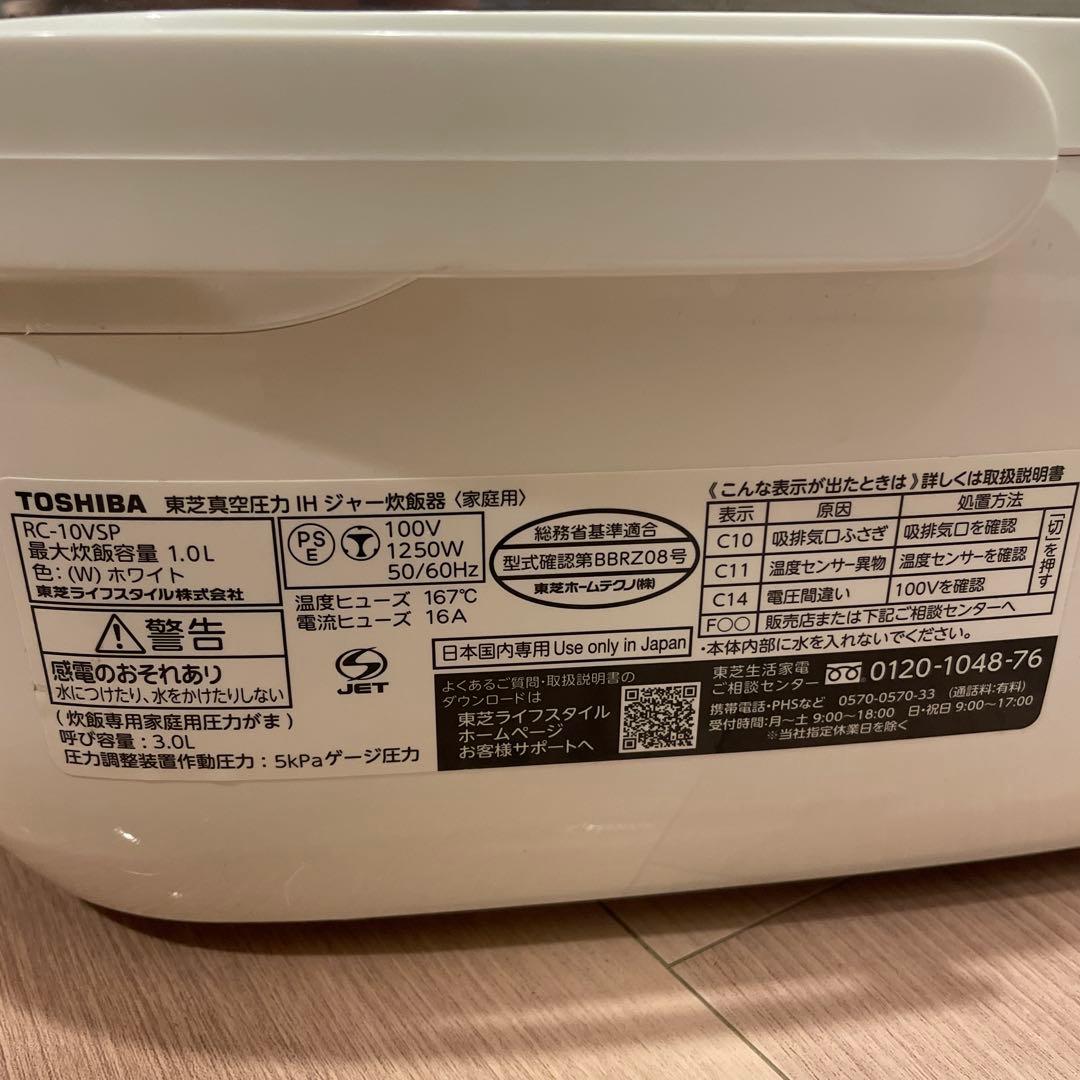 TOSHIBA 東芝真空圧力IHジャー炊飯器〈家庭用〉
RC-10VSP
最大炊飯容量 1.0L
色:(W)ホワイト
東芝ライフスタイル株式会社
PS
E
100V
1250W
50/60Hz
総務省基準適合
型式確認第BBRZ08号
東芝ホームテクノ(株)
温度ヒューズ 167℃
電流ヒューズ 16A
警告
感電のおそれあり
水につけたり、水をかけたりしない
JET
日本国内専用 Use only in Japan
(炊飯専用家庭用圧力がま)
呼び容量:3.0L
圧力調整装置作動圧力:5kPaゲージ圧力
よくあるご質問・取扱説明書の
ダウンロードは
東芝ライフスタイル
ホームページ
お客様サポートへ
《こんな表示が出たときは》詳しくは取扱説明書
表示 原因 処置方法
C10 吸排気口ふさぎ 吸排気口を確認
C11 温度センサー異物 温度センサーを確認
C14 電圧間違い 100Vを確認
「切」を押す
F○○ 販売店または下記ご相談センターへ
・本体内部に水を入れないでください。
東芝生活家電
ご相談センター 0120-1048-76
携帯電話・PHSなど 0570-0570-33 (通話料:有料)
受付時間:月〜土 9:00〜18:00 日・祝日 9:00〜17:00
※当社指定休業日を除く